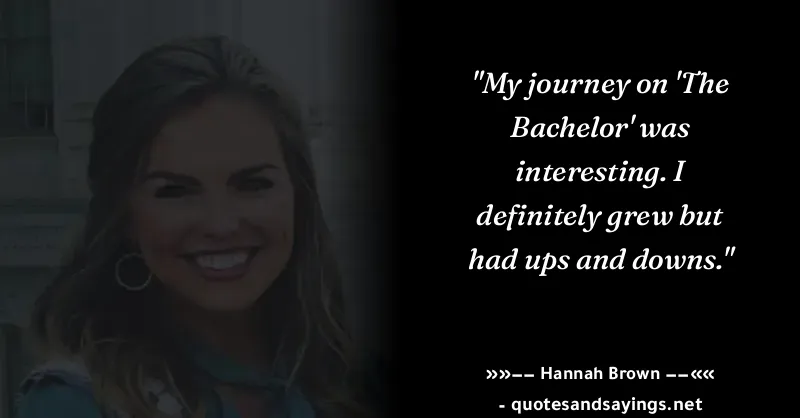 "My journey on 'The
Bachelor' was
interesting. I
definitely grew but
had ups and downs."
»»−− Hannah Brown −−««
- quotesandsayings.net